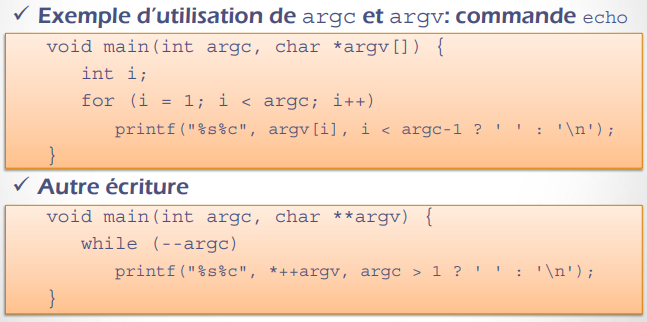 ✓ Exemple d'utilisation de argc et argv: commande echo
void main(int argc, char *argv[]) {
int i;
for (i = 1; i < argc; i++)
printf("%s%c", argv[i], i < argc-1 ? ' ' : '\n');
}
✓ Autre écriture
void main(int argc, char **argv) {
while (--argc)
printf("%s%c", *++argv, argc > 1 ? ' ' : '\n');
}